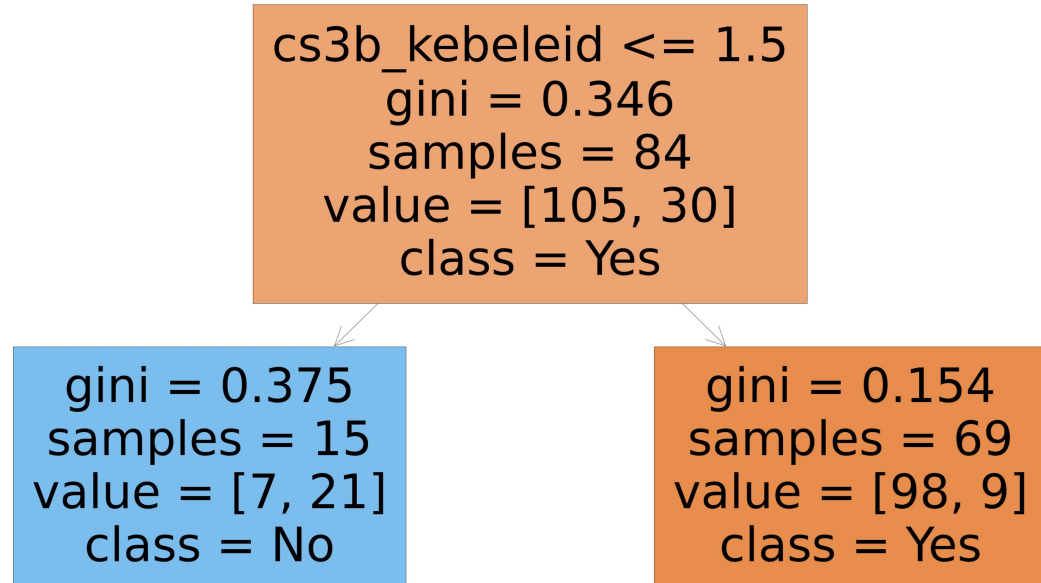 cs3b_kebeleid <= 1.5
gini = 0.346
samples = 84
value = [105, 30]
class = Yes
gini = 0.375
samples = 15
value = [7, 21]
class = No
gini = 0.154
samples = 69
value = [98, 9]
class = Yes